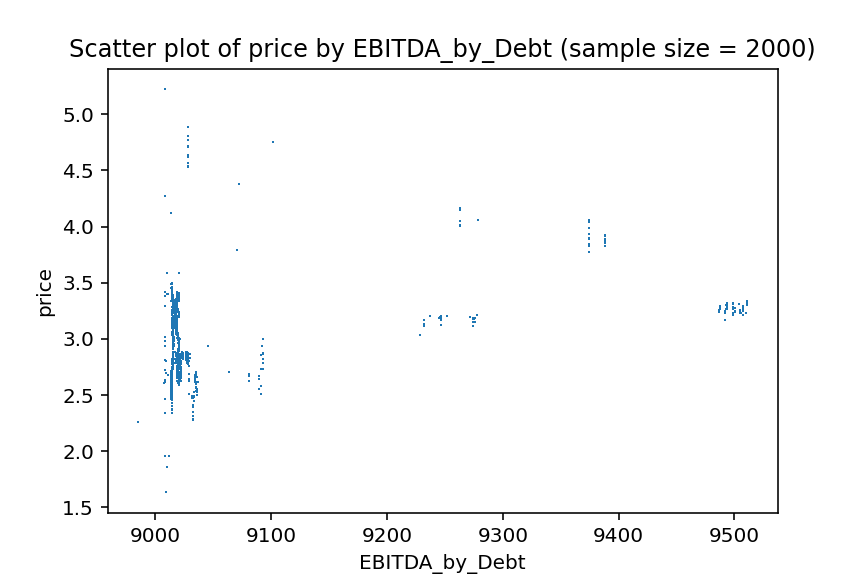 Scatter plot of price by EBITDA_by_Debt (sample size = 2000)
5.0
4.5
4.0
3.5
3.0
2.5
2.0
1.5
price
9000 9100 9200 9300 9400 9500
EBITDA_by_Debt